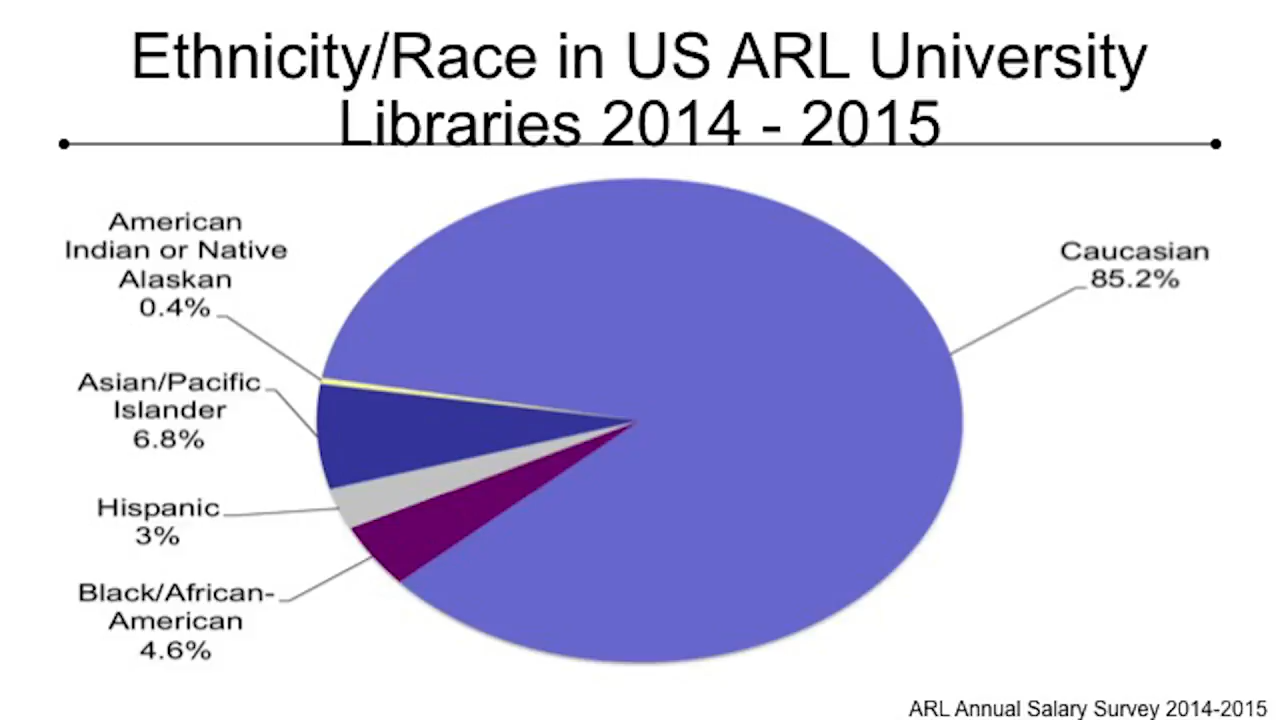 Ethnicity/Race in US ARL University
Libraries 2014 - 2015
American
Indian or Native
Alaskan
0.4%
Asian/Pacific
Islander
6.8%
Hispanic
3%
Black/African-
American
4.6%
Caucasian
85.2%
ARL Annual Salary Survey 2014-2015